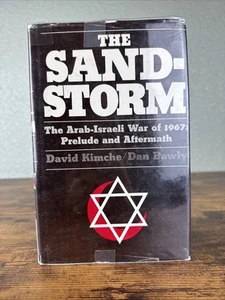 THE
SAND-
STORM
The Arab-Israeli War of 1967:
Prelude and Aftermath
David Kimche/Dan Bawly